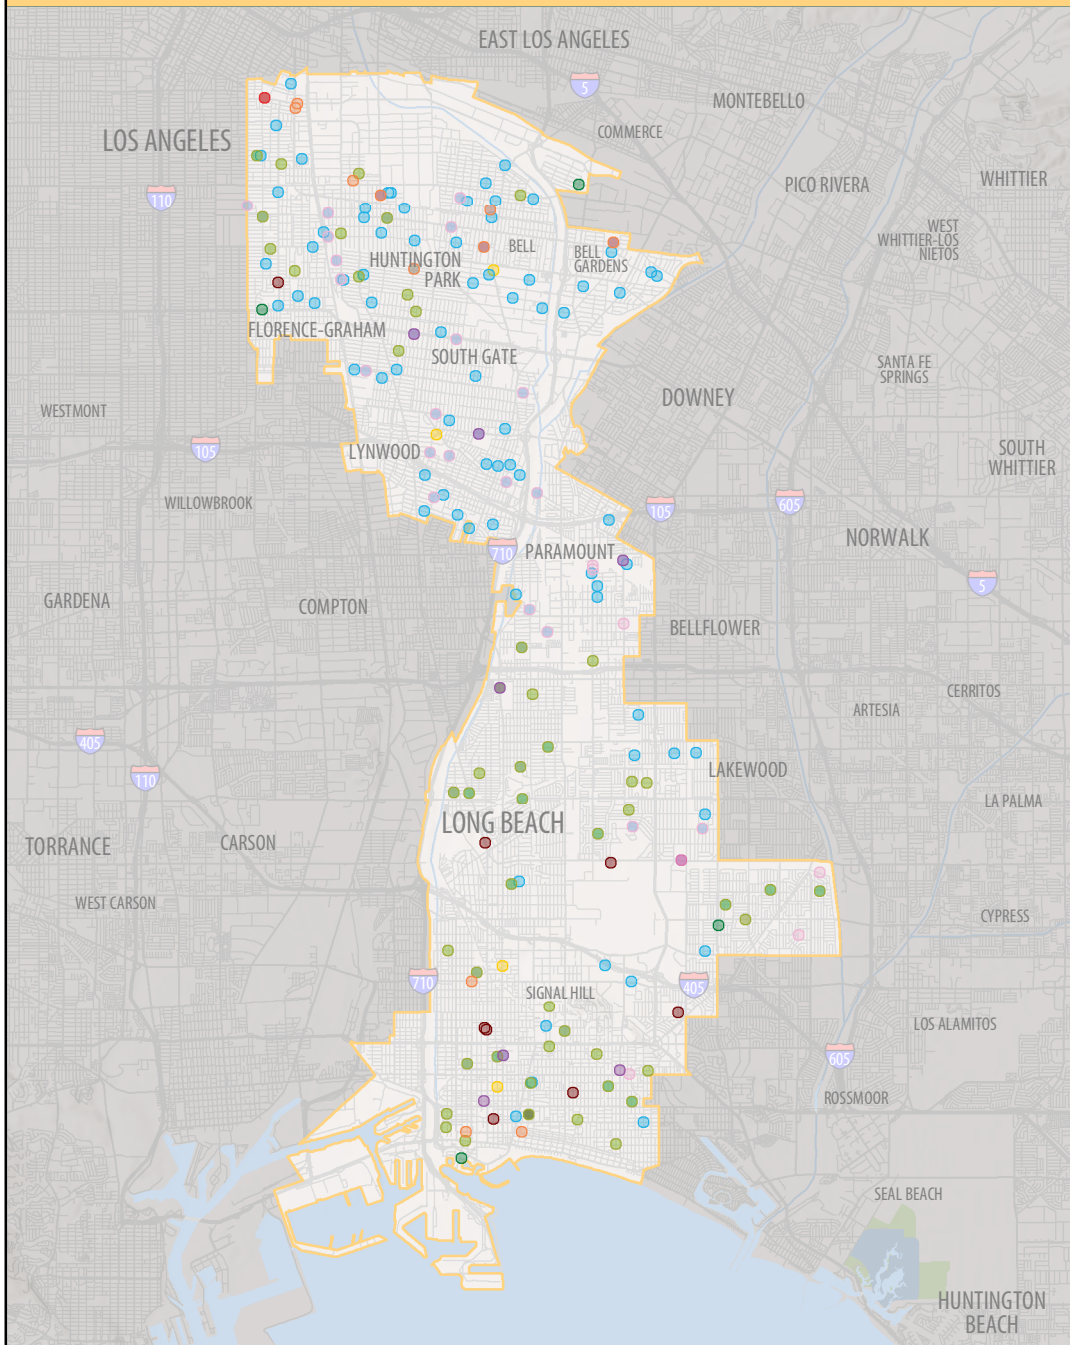 EAST LOS ANGELES
5
MONTEBELLO
COMMERCE
LOS ANGELES
110
PICO RIVERA
WHITTIER
WEST
WHITTIER-LOS
NIETOS
BELL
BELL
GARDENS
HUNTINGTON
PARK
FLORENCE-GRAHAM
SOUTH GATE
SANTA FE
SPRINGS
DOWNEY
WESTMONT
105
LYNWOOD
SOUTH
WHITTIER
WILLOWBROOK
105
605
NORWALK
710
PARAMOUNT
5
GARDENA
COMPTON
BELLFLOWER
CERRITOS
ARTESIA
405
110
LAKEWOOD
LA PALMA
LONG BEACH
TORRANCE
CARSON
WEST CARSON
CYPRESS
710
SIGNAL HILL
405
LOS ALAMITOS
605
ROSSMOOR
SEAL BEACH
HUNTINGTON
BEACH